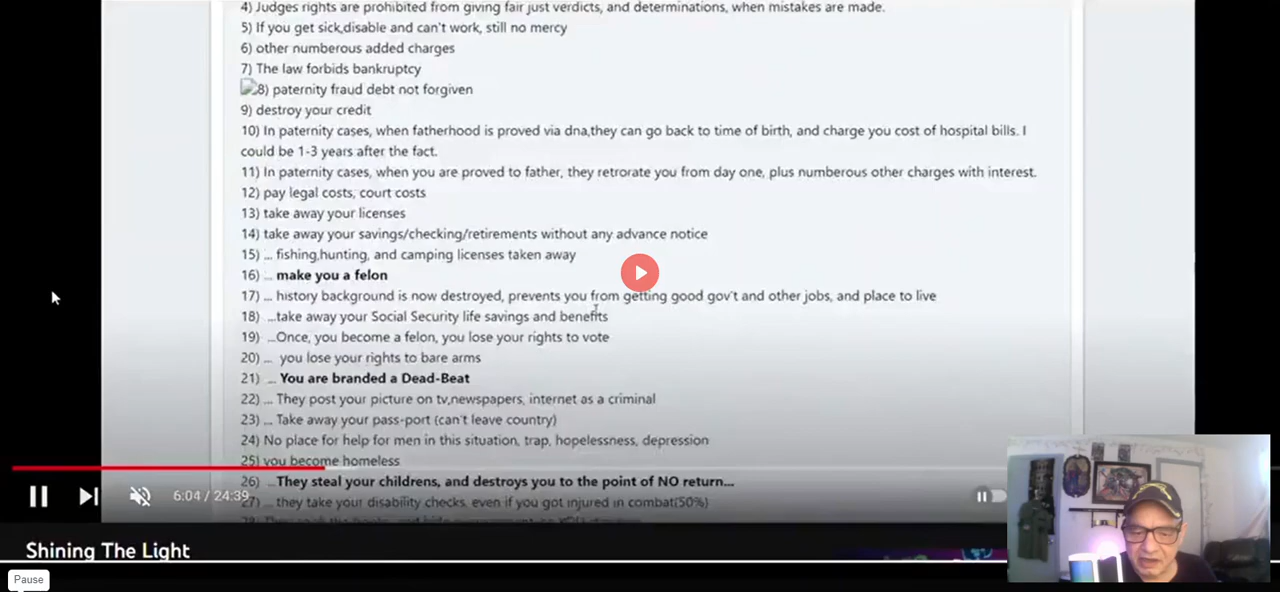 4) Judges rights are prohibited from giving fair just verdicts, and determinations, when mistakes are made.
5) If you get sick,disable and can't work, still no mercy
6) other numberous added charges
7) The law forbids bankruptcy
8) paternity fraud debt not forgiven
9) destroy your credit
10) In paternity cases, when fatherhood is proved via dna,they can go back to time of birth, and charge you cost of hospital bills. I
could be 1-3 years after the fact.
11) In paternity cases, when you are proved to father, they retrorate you from day one, plus numberous other charges with interest.
12) pay legal costs, court costs
13) take away your licenses
14) take away your savings/checking/retirements without any advance notice
15) ... fishing,hunting, and camping licenses taken away
16) ... make you a felon
17) ... history background is now destroyed, prevents you from getting good gov't and other jobs, and place to live
18) ...take away your Social Security life savings and benefits
19) ...Once, you become a felon, you lose your rights to vote
20) ... you lose your rights to bare arms
21) ... You are branded a Dead-Beat
22) ... They post your picture on tv,newspapers, internet as a criminal
23) ... Take away your pass-port (can't leave country)
24) No place for help for men in this situation, trap, hopelessness, depression
25) you become homeless
26) ...They steal your childrens, and destroys you to the point of NO return...
27) ... they take your disability checks, even if you got injured in combat(50%)
6:04 / 24:39
Shining The Light
Pause